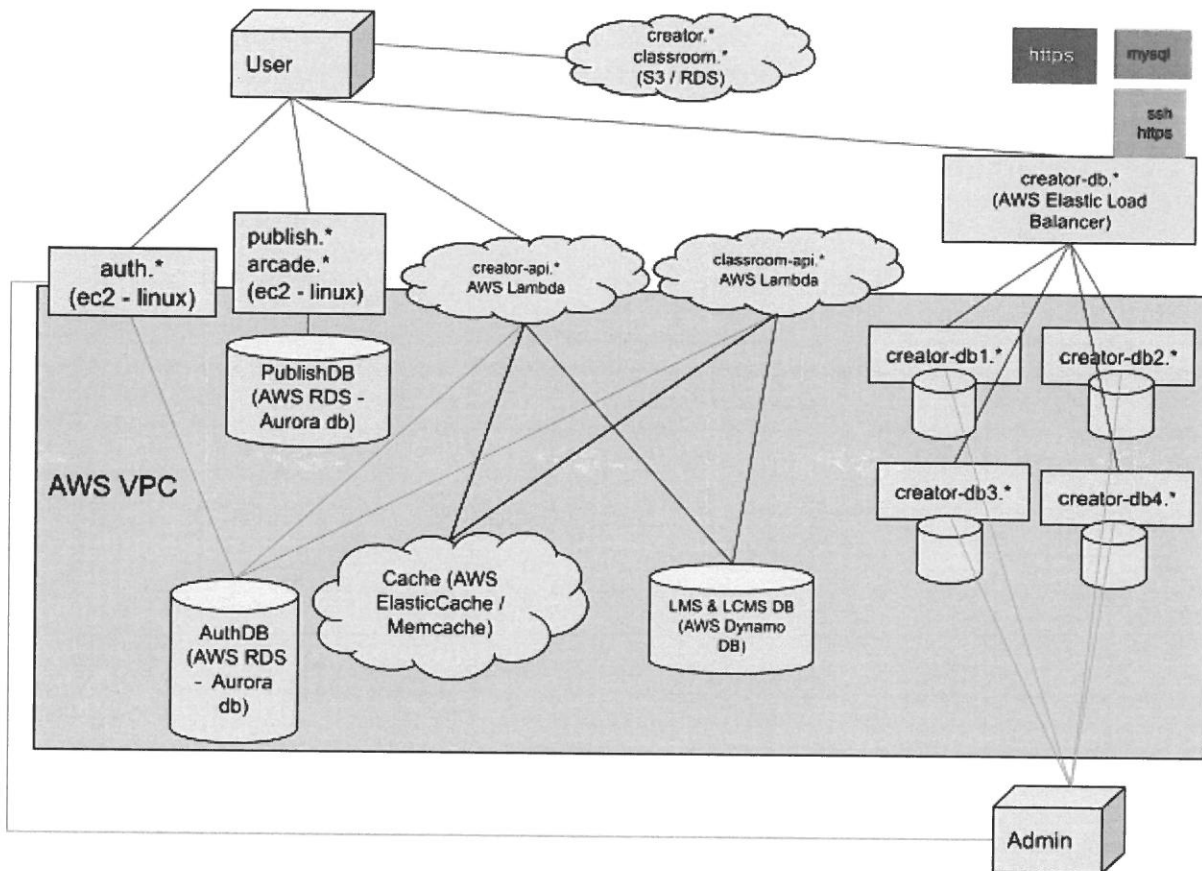 User
creator.*
classroom.*
(S3 / RDS)
https
mysql
ssh
https
creator-db.*
(AWS Elastic Load
Balancer)
auth.*
(ec2 - linux)
publish.*
arcade.*
(ec2 - linux)
creator-api.*
AWS Lambda
classroom-api.*
AWS Lambda
PublishDB
(AWS RDS -
Aurora db)
creator-db1.*
creator-db2.*
AWS VPC
creator-db3.*
creator-db4.*
Cache (AWS
ElasticCache /
Memcache)
LMS & LCMS DB
(AWS Dynamo
DB)
AuthDB
(AWS RDS
- Aurora
db)
Admin